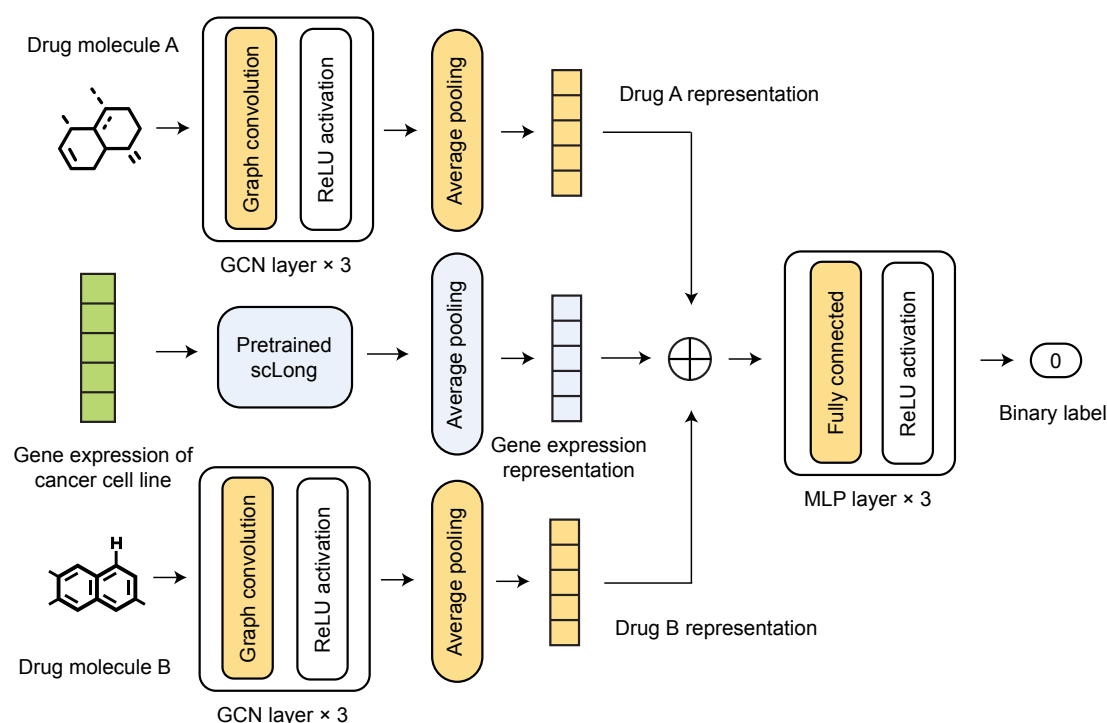 Drug molecule A
Graph convolution
ReLU activation
GCN layer × 3
Average pooling
Drug A representation
Gene expression of
cancer cell line
Pretrained
scLong
Average pooling
Gene expression
representation
Drug molecule B
H
Graph convolution
ReLU activation
GCN layer × 3
Average pooling
Drug B representation
Fully connected
ReLU activation
MLP layer × 3
0
Binary label